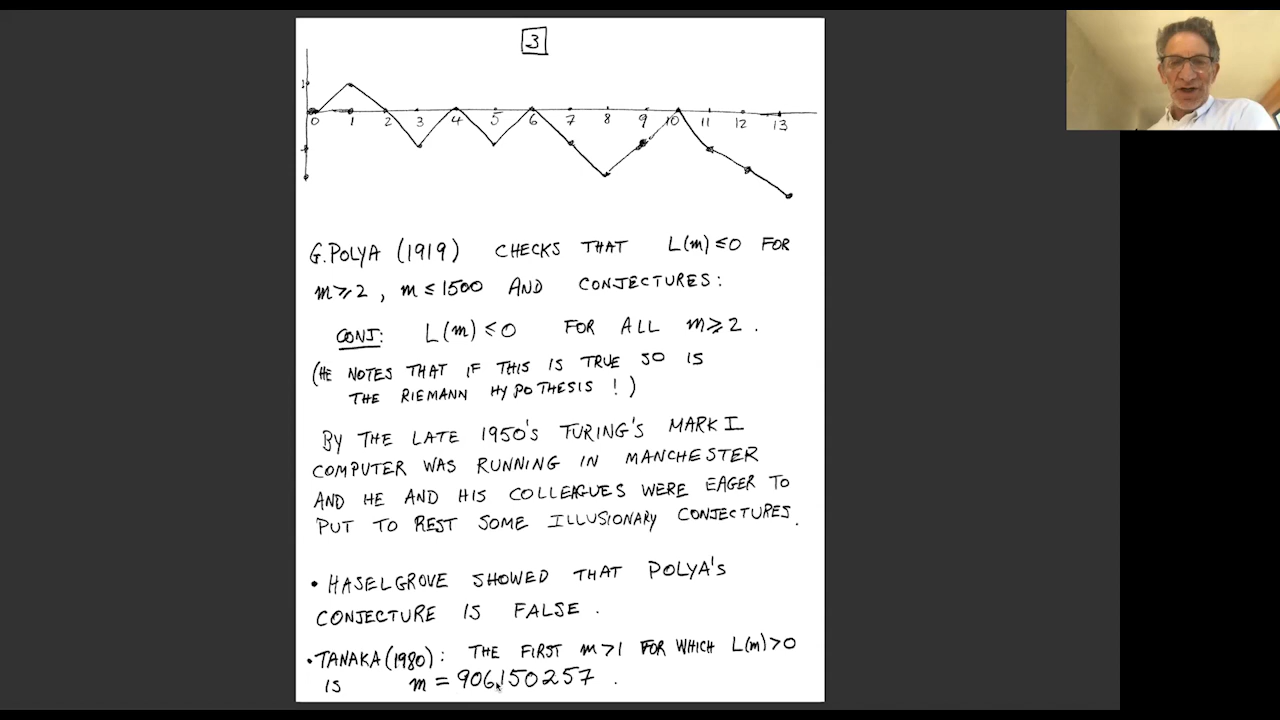 3
1
0 1 2 3 4 5 6 7 8 9 10 11 12 13
G. POLYA (1919) CHECKS THAT L(m) ≤ 0 FOR
m ≥ 2, m ≤ 1500 AND CONJECTURES:
CONJ: L(m) ≤ 0 FOR ALL m ≥ 2.
(HE NOTES THAT IF THIS IS TRUE SO IS
THE RIEMANN HYPOTHESIS !)
BY THE LATE 1950'S TURING'S MARK I
COMPUTER WAS RUNNING IN MANCHESTER
AND HE AND HIS COLLEAGUES WERE EAGER TO
PUT TO REST SOME ILLUSIONARY CONJECTURES.
• HASELGROVE SHOWED THAT POLYA'S
CONJECTURE IS FALSE.
• TANAKA (1980): THE FIRST m > 1 FOR WHICH L(m) > 0
IS m = 906,150257.